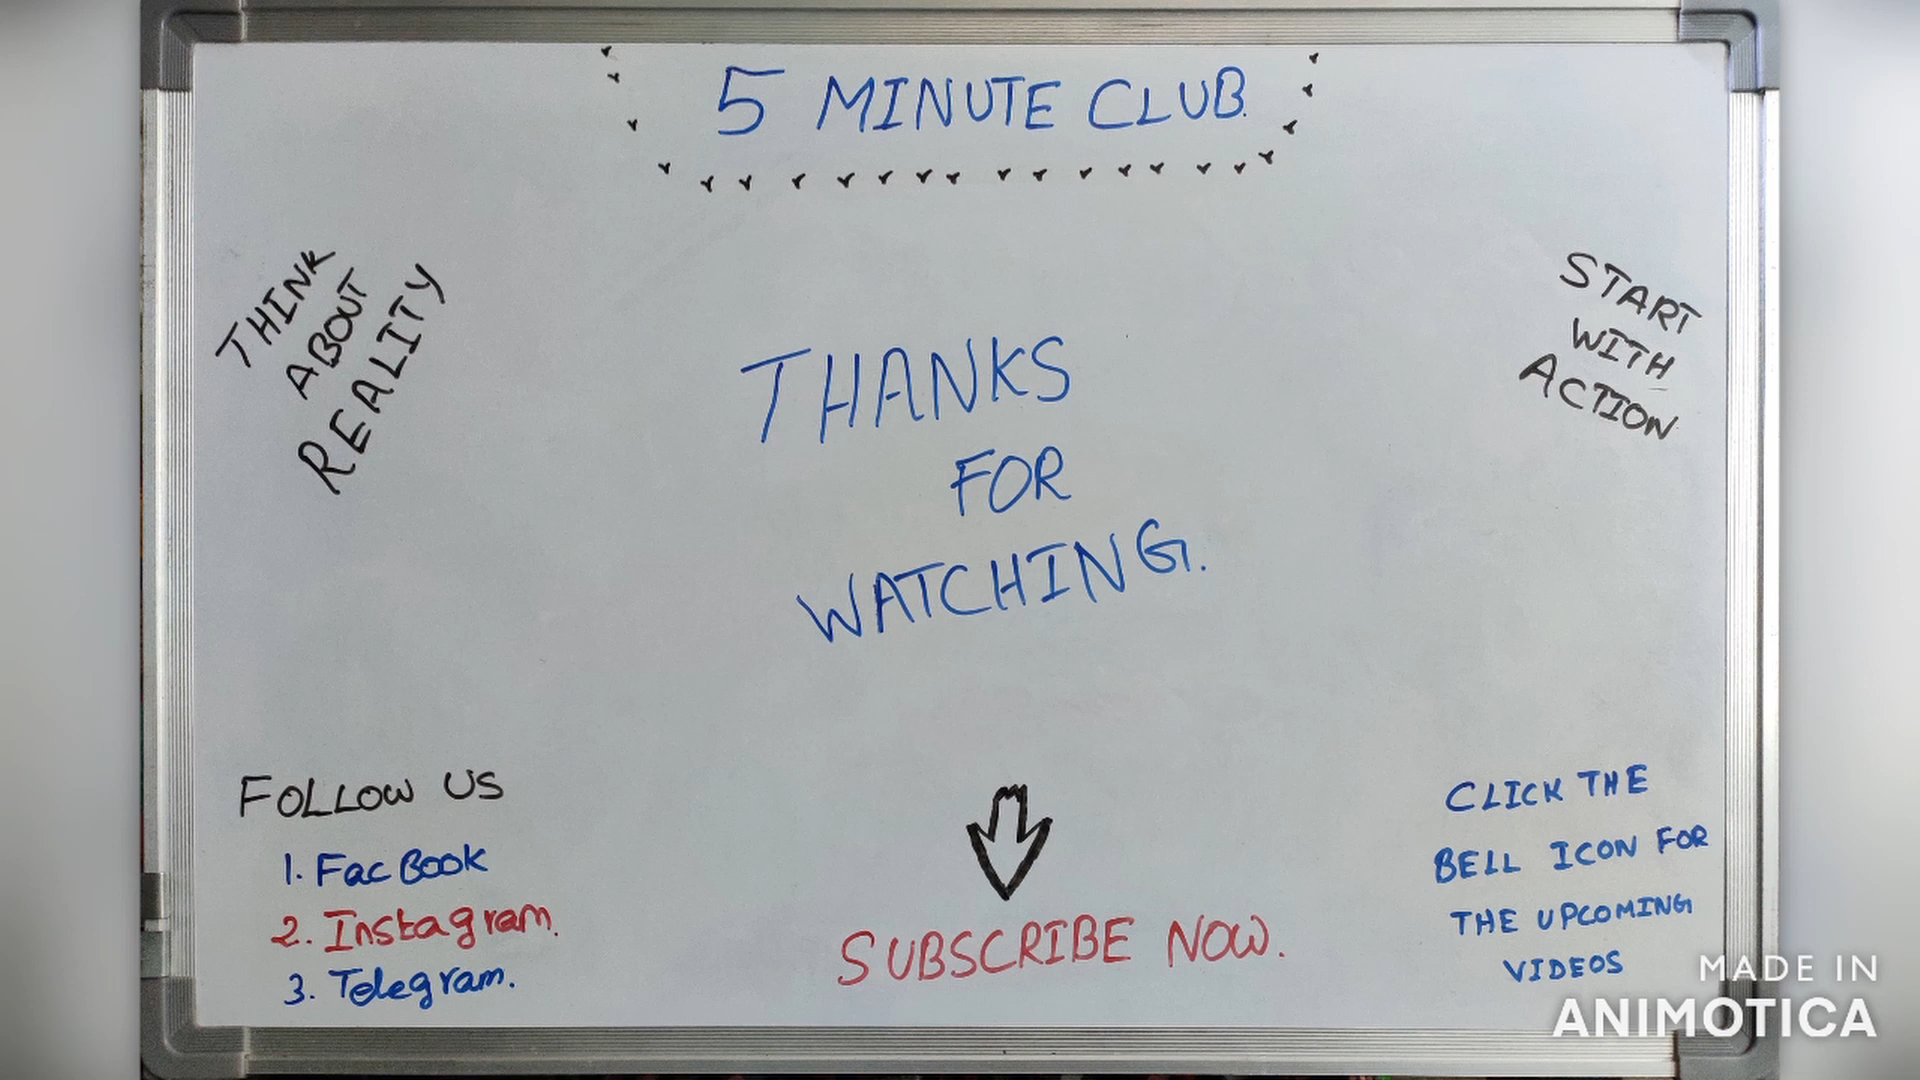 5 MINUTE CLUB.
THINK
ABOUT
REALITY
START
WITH
ACTION
THANKS
FOR
WATCHING.
FOLLOW US
1. FacBook
2. Instagram.
3. Telegram.
SUBSCRIBE NOW.
CLICK THE
BELL ICON FOR
THE UPCOMING
VIDEOS
MADE IN
ANIMOTICA